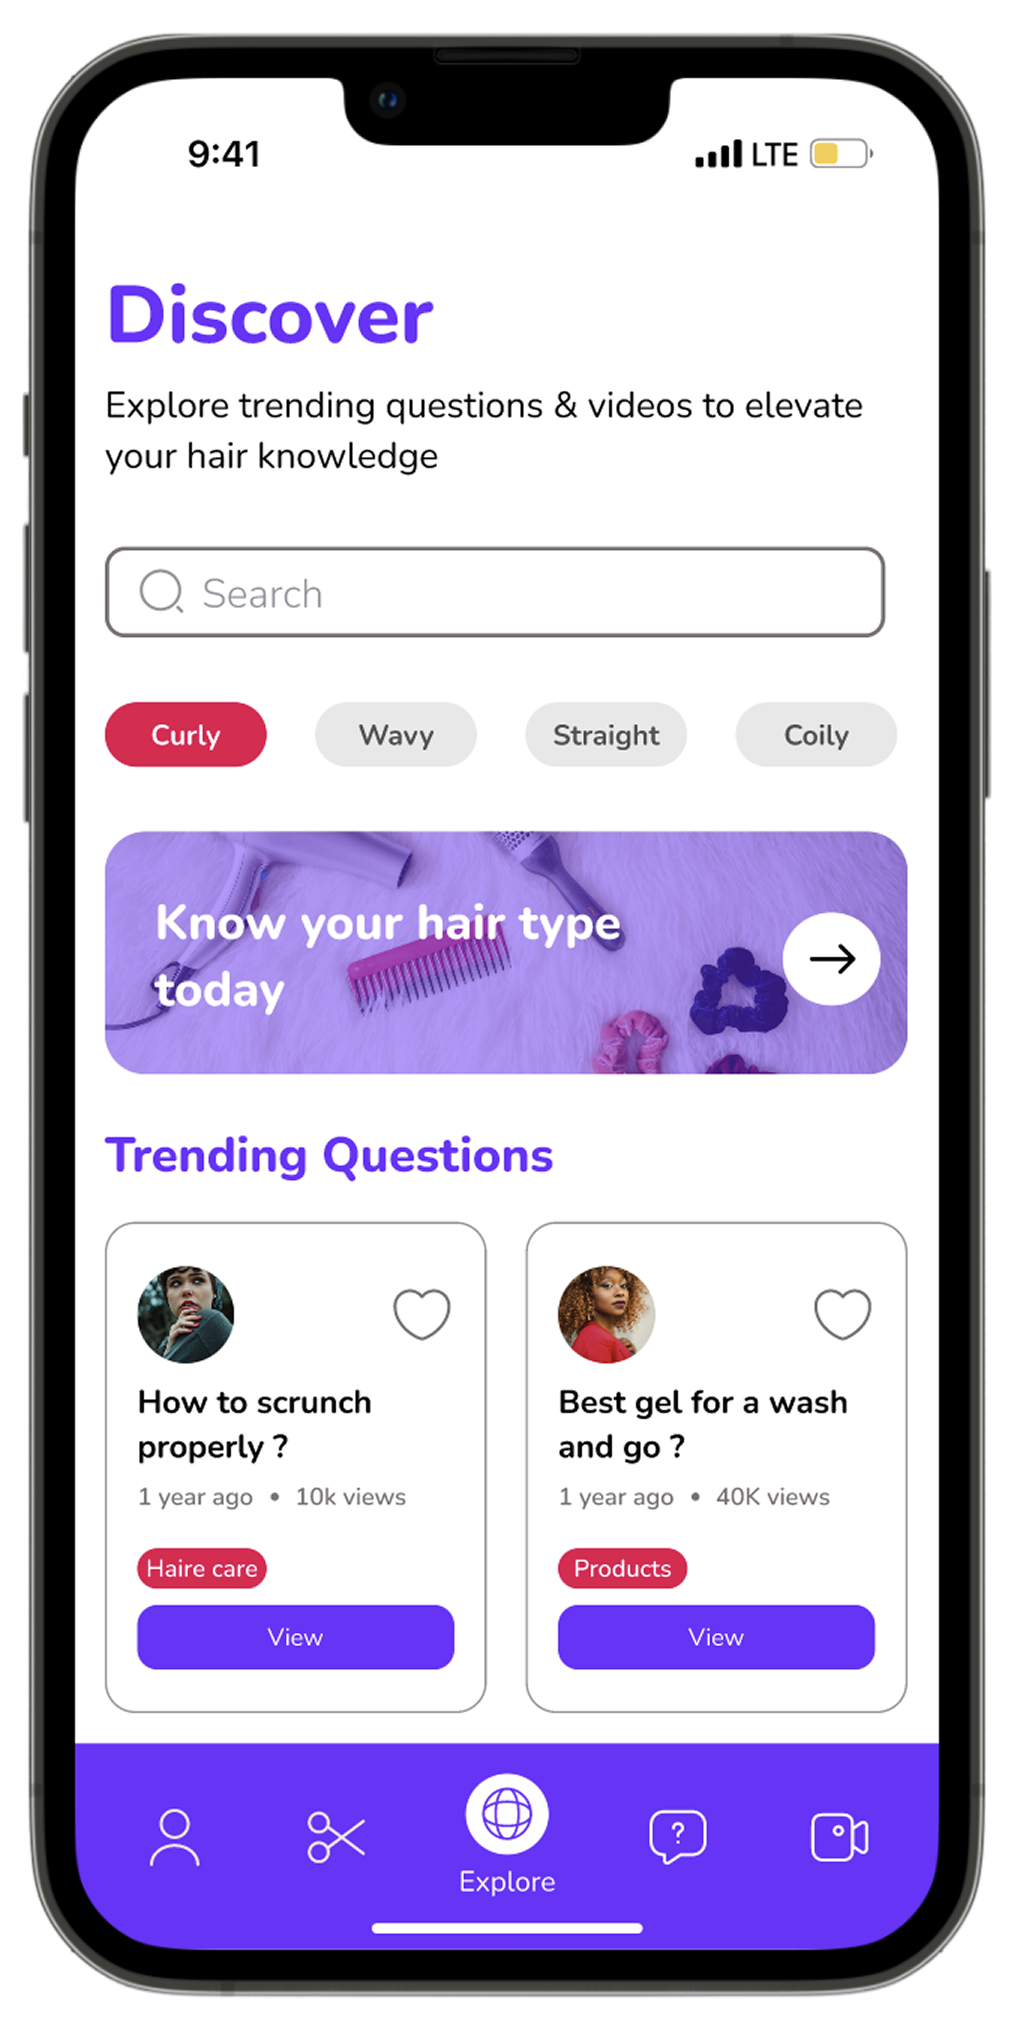 9:41
LTE
Discover
Explore trending questions & videos to elevate
your hair knowledge
Search
Curly
Wavy
Straight
Coily
Know your hair type
today
Trending Questions
How to scrunch
properly ?
1 year ago • 10k views
Haire care
View
Best gel for a wash
and go ?
1 year ago • 40K views
Products
View
?
Explore